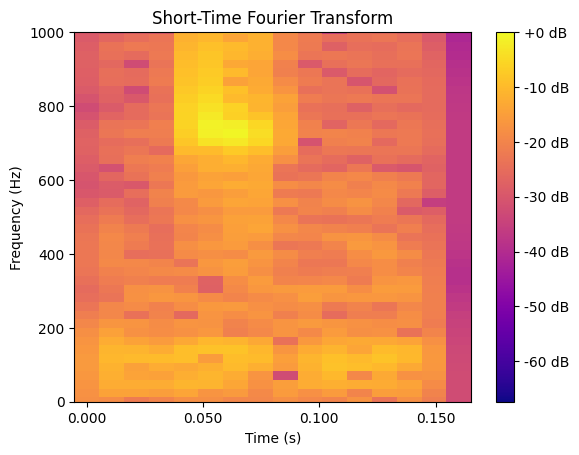 Short-Time Fourier Transform
Frequency (Hz)
1000
800
600
400
200
0
0.000
0.050
0.100
0.150
Time (s)
+0 dB
-10 dB
-20 dB
-30 dB
-40 dB
-50 dB
-60 dB